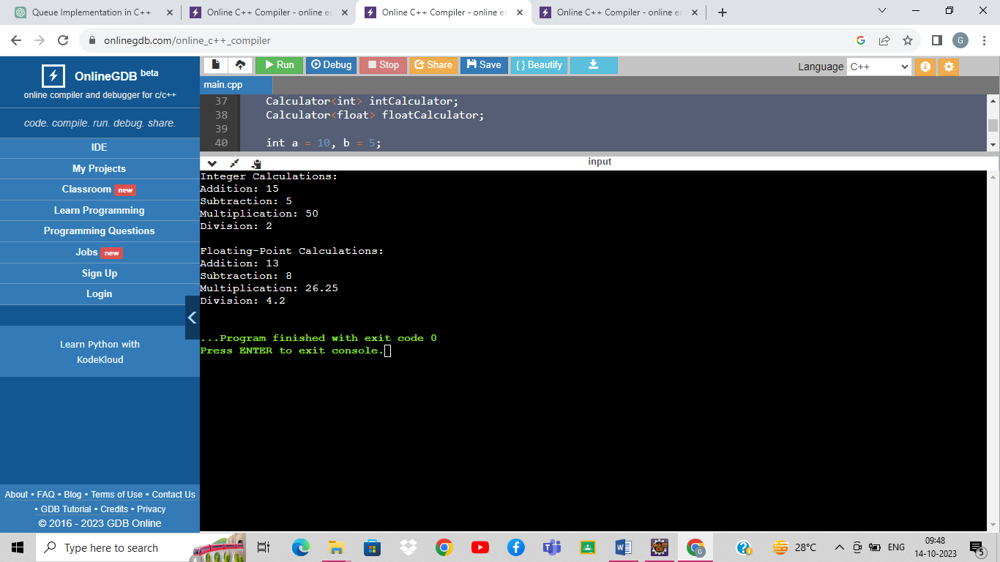 Queue Implementation in C++
Online C++ Compiler - online ec
Online C++ Compiler - online ec
Online C++ Compiler - online ec
onlinegdb.com/online_c++_compiler
G
OnlineGDB beta
online compiler and debugger for c/c++
code. compile. run. debug. share.
IDE
My Projects
Classroom new
Learn Programming
Programming Questions
Jobs new
Sign Up
Login
Learn Python with
KodeKloud
About • FAQ • Blog • Terms of Use • Contact Us
• GDB Tutorial • Credits • Privacy
© 2016 - 2023 GDB Online
Run Debug Stop Share Save { } Beautify
Language C++
main.cpp
37 Calculator<int> intCalculator;
38 Calculator<float> floatCalculator;
39
40 int a = 10, b = 5;
input
Integer Calculations:
Addition: 15
Subtraction: 5
Multiplication: 50
Division: 2
Floating-Point Calculations:
Addition: 13
Subtraction: 8
Multiplication: 26.25
Division: 4.2
...Program finished with exit code 0
Press ENTER to exit console.
Type here to search
28°C
ENG
09:48
14-10-2023
5